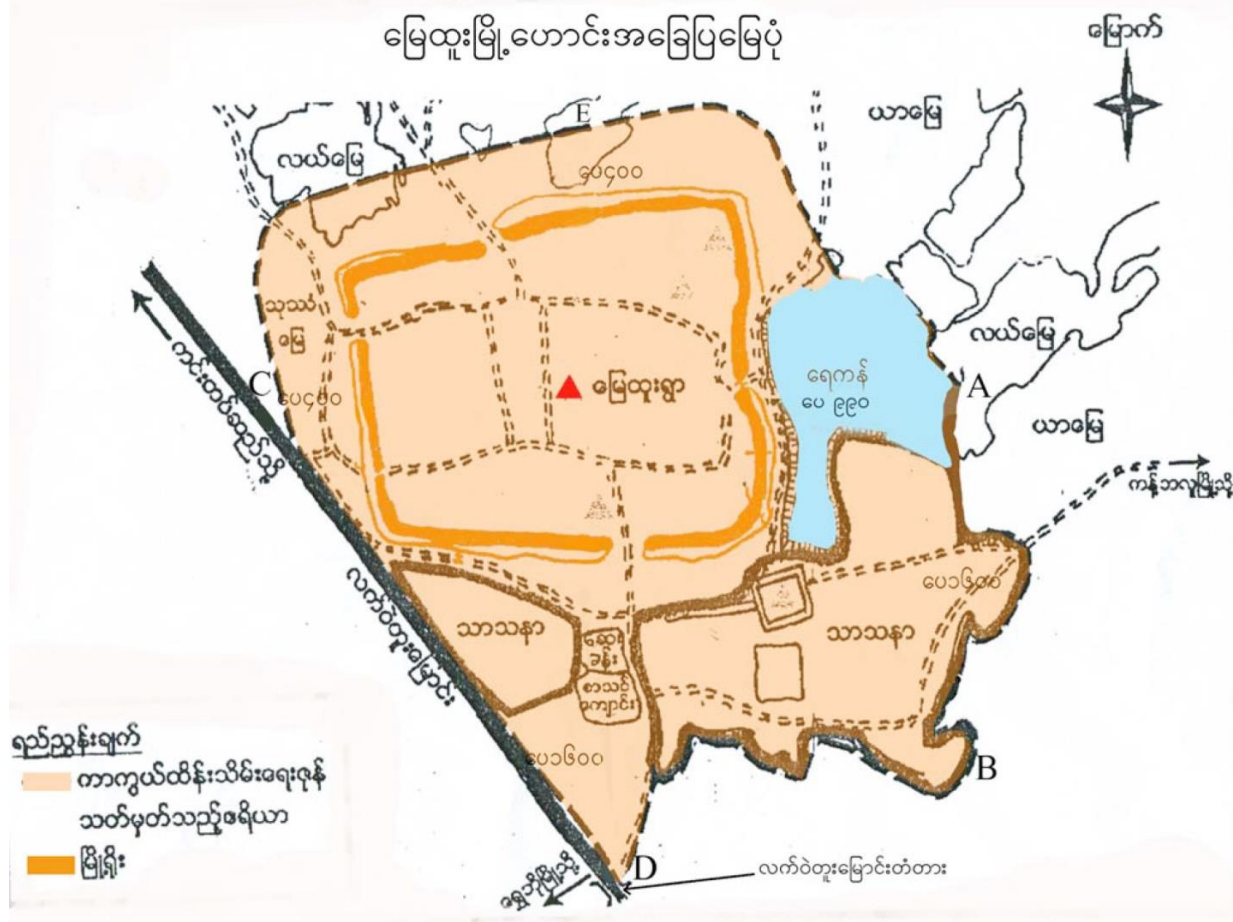 မြေထူးမြို့ဟောင်းအခြေပြမြေပုံ
မြောက်
E
ယာမြေ
လယ်မြေ
ပေ၄၀၀
သုသာန်
မြေ
လယ်မြေ
ရေကန်
ပေ ၉၉၀
A
C
ပေ၄၀၀
မြေထူးရွာ
ယာမြေ
ကန့်ဘလူမြို့သို့
လက်ဝဲတူးမြောင်း
ပေ၁၆၀၀
သာသနာ
သာသနာ
ဆေး
ခန်း
စာသင်
ကျောင်း
ရည်ညွှန်းချက်
ပေ၁၆၀၀
B
ကာကွယ်ထိန်းသိမ်းရေးဇုန်
သတ်မှတ်သည့်ဧရိယာ
မြို့ရိုး
D
လက်ဝဲတူးမြောင်းတံတား
ရွှေဘိုမြို့သို့